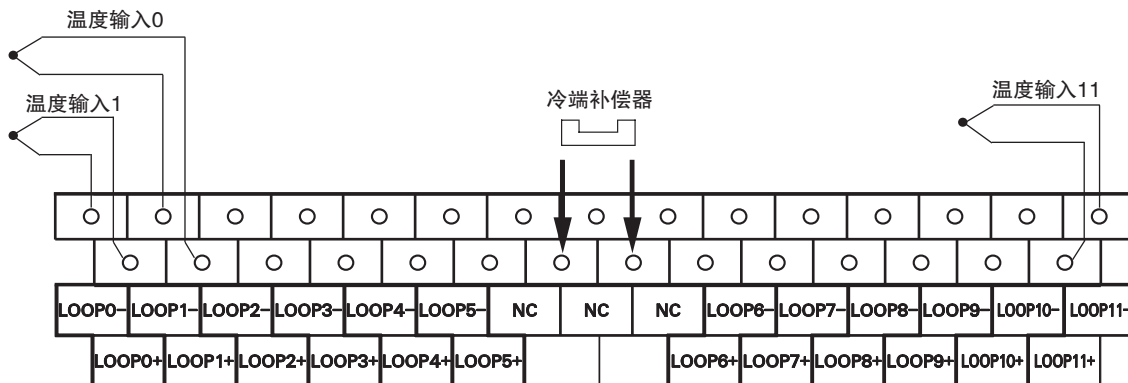 温度输入0
温度输入1
冷端补偿器
温度输入11
LOOP0- LOOP1- LOOP2- LOOP3- LOOP4- LOOP5- NC NC NC LOOP6- LOOP7- LOOP8- LOOP9- LOOP10- LOOP11-
LOOP0+ LOOP1+ LOOP2+ LOOP3+ LOOP4+ LOOP5+ LOOP6+ LOOP7+ LOOP8+ LOOP9+ LOOP10+ LOOP11+